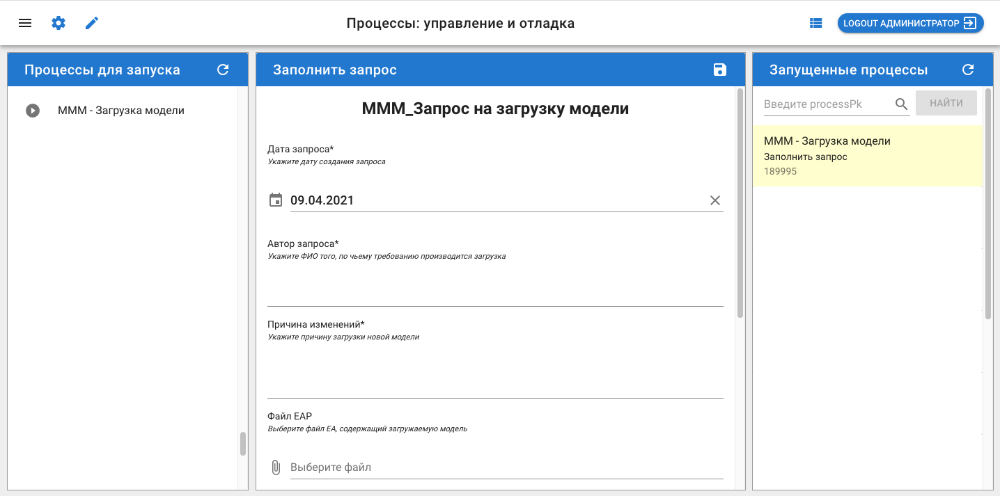 Процессы: управление и отладка
LOGOUT АДМИНИСТРАТОР
Процессы для запуска
МММ - Загрузка модели
Заполнить запрос
МММ_Запрос на загрузку модели
Дата запроса*
Укажите дату создания запроса
09.04.2021
Автор запроса*
Укажите ФИО того, по чьему требованию производится загрузка
Причина изменений*
Укажите причину загрузки новой модели
Файл EAP
Выберите файл EA, содержащий загружаемую модель
Выберите файл
Запущенные процессы
Введите processPk
НАЙТИ
МММ - Загрузка модели
Заполнить запрос
189995